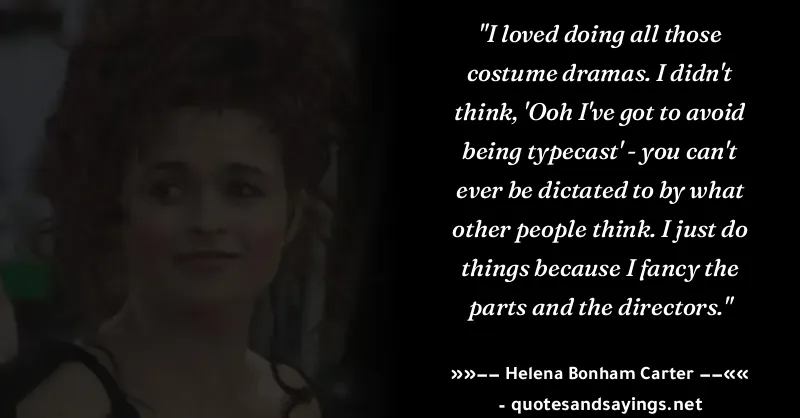 "I loved doing all those
costume dramas. I didn't
think, 'Ooh I've got to avoid
being typecast' - you can't
ever be dictated to by what
other people think. I just do
things because I fancy the
parts and the directors."
»»−− Helena Bonham Carter −−««
- quotesandsayings.net